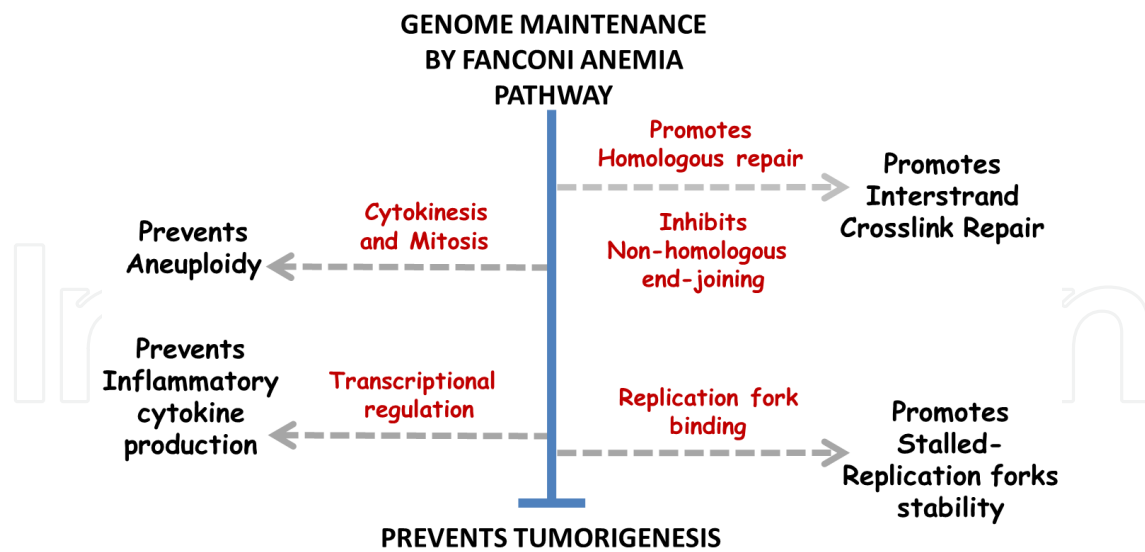 GENOME MAINTENANCE
BY FANCONI ANEMIA
PATHWAY
Promotes
Homologous repair
Promotes
Interstrand
Crosslink Repair
Cytokinesis
and Mitosis
Prevents
Aneuploidy
Inhibits
Non-homologous
end-joining
Prevents
Inflammatory
cytokine
production
Transcriptional
regulation
Replication fork
binding
Promotes
Stalled-
Replication forks
stability
PREVENTS TUMORIGENESIS